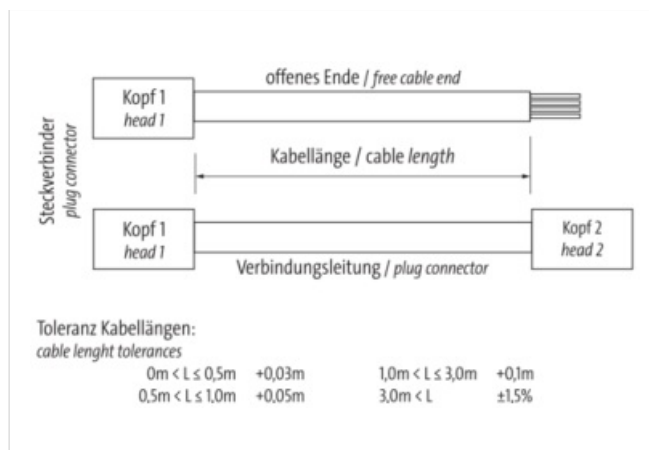 offenes Ende / free cable end
Kopf 1
head 1
Steckverbinder
plug connector
Kabellänge / cable length
Kopf 1
head 1
Kopf 2
head 2
Verbindungsleitung / plug connector
Toleranz Kabellängen:
cable lenght tolerances
0m < L ≤ 0,5m +0,03m 1,0m < L ≤ 3,0m +0,1m
0,5m < L ≤ 1,0m +0,05m 3,0m < L ±1,5%